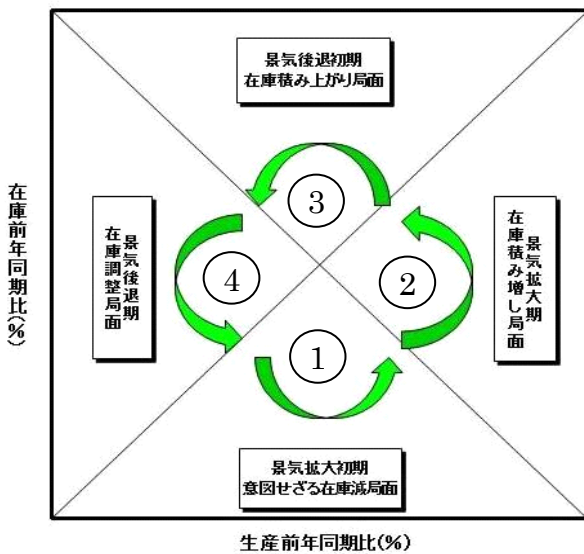 景気後退初期
在庫積み上がり局面
③
在庫前年同期比(%)
景気後退期
在庫調整局面
④
②
景気拡大期
在庫積み増し局面
①
景気拡大初期
意図せざる在庫減局面
生産前年同期比(%)